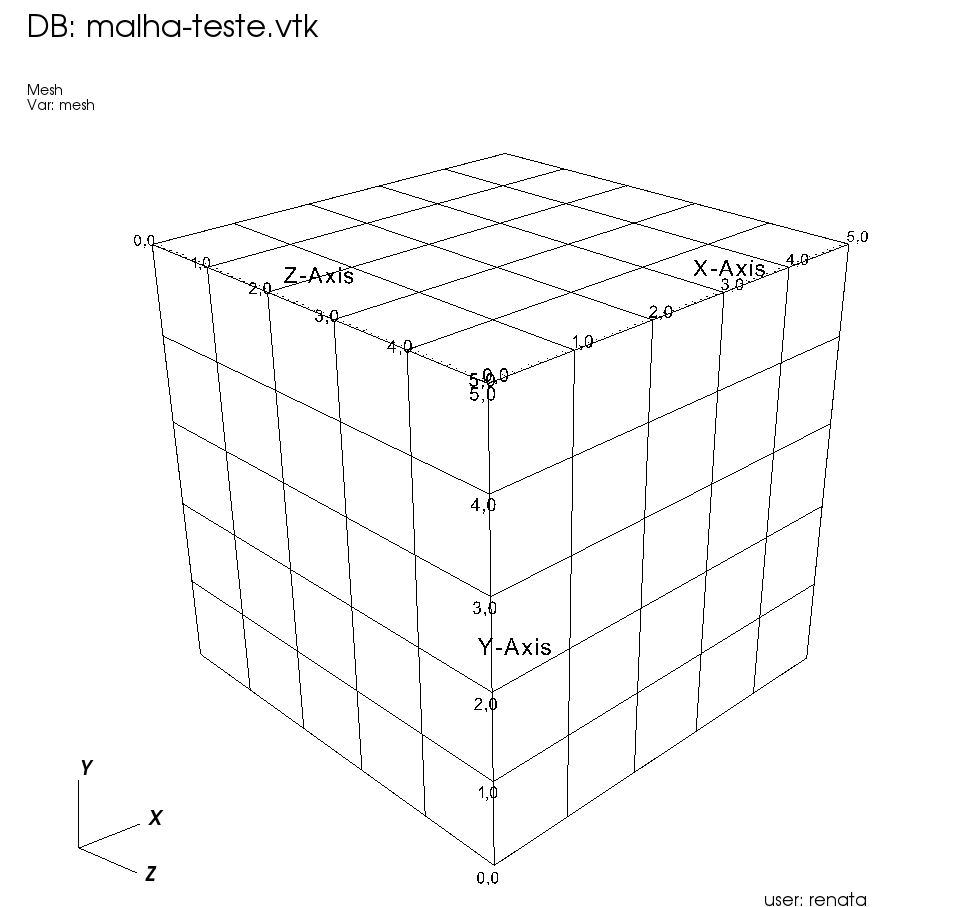 DB: malha-teste.vtk
Mesh
Var: mesh
0,0
1,0
2,0
3,0
4,0
5,0
Z-Axis
X-Axis
0,0
1,0
2,0
3,0
4,0
5,0
5,0
4,0
3,0
Y-Axis
2,0
1,0
0,0
Y
X
Z
user: renata